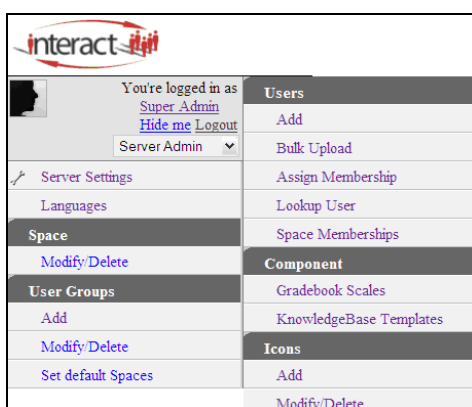 interact
You're logged in as
Super Admin
Hide me Logout
Server Admin
Server Settings
Languages
Space
Modify/Delete
User Groups
Add
Modify/Delete
Set default Spaces
Users
Add
Bulk Upload
Assign Membership
Lookup User
Space Memberships
Component
Gradebook Scales
KnowledgeBase Templates
Icons
Add
Modify/Delete